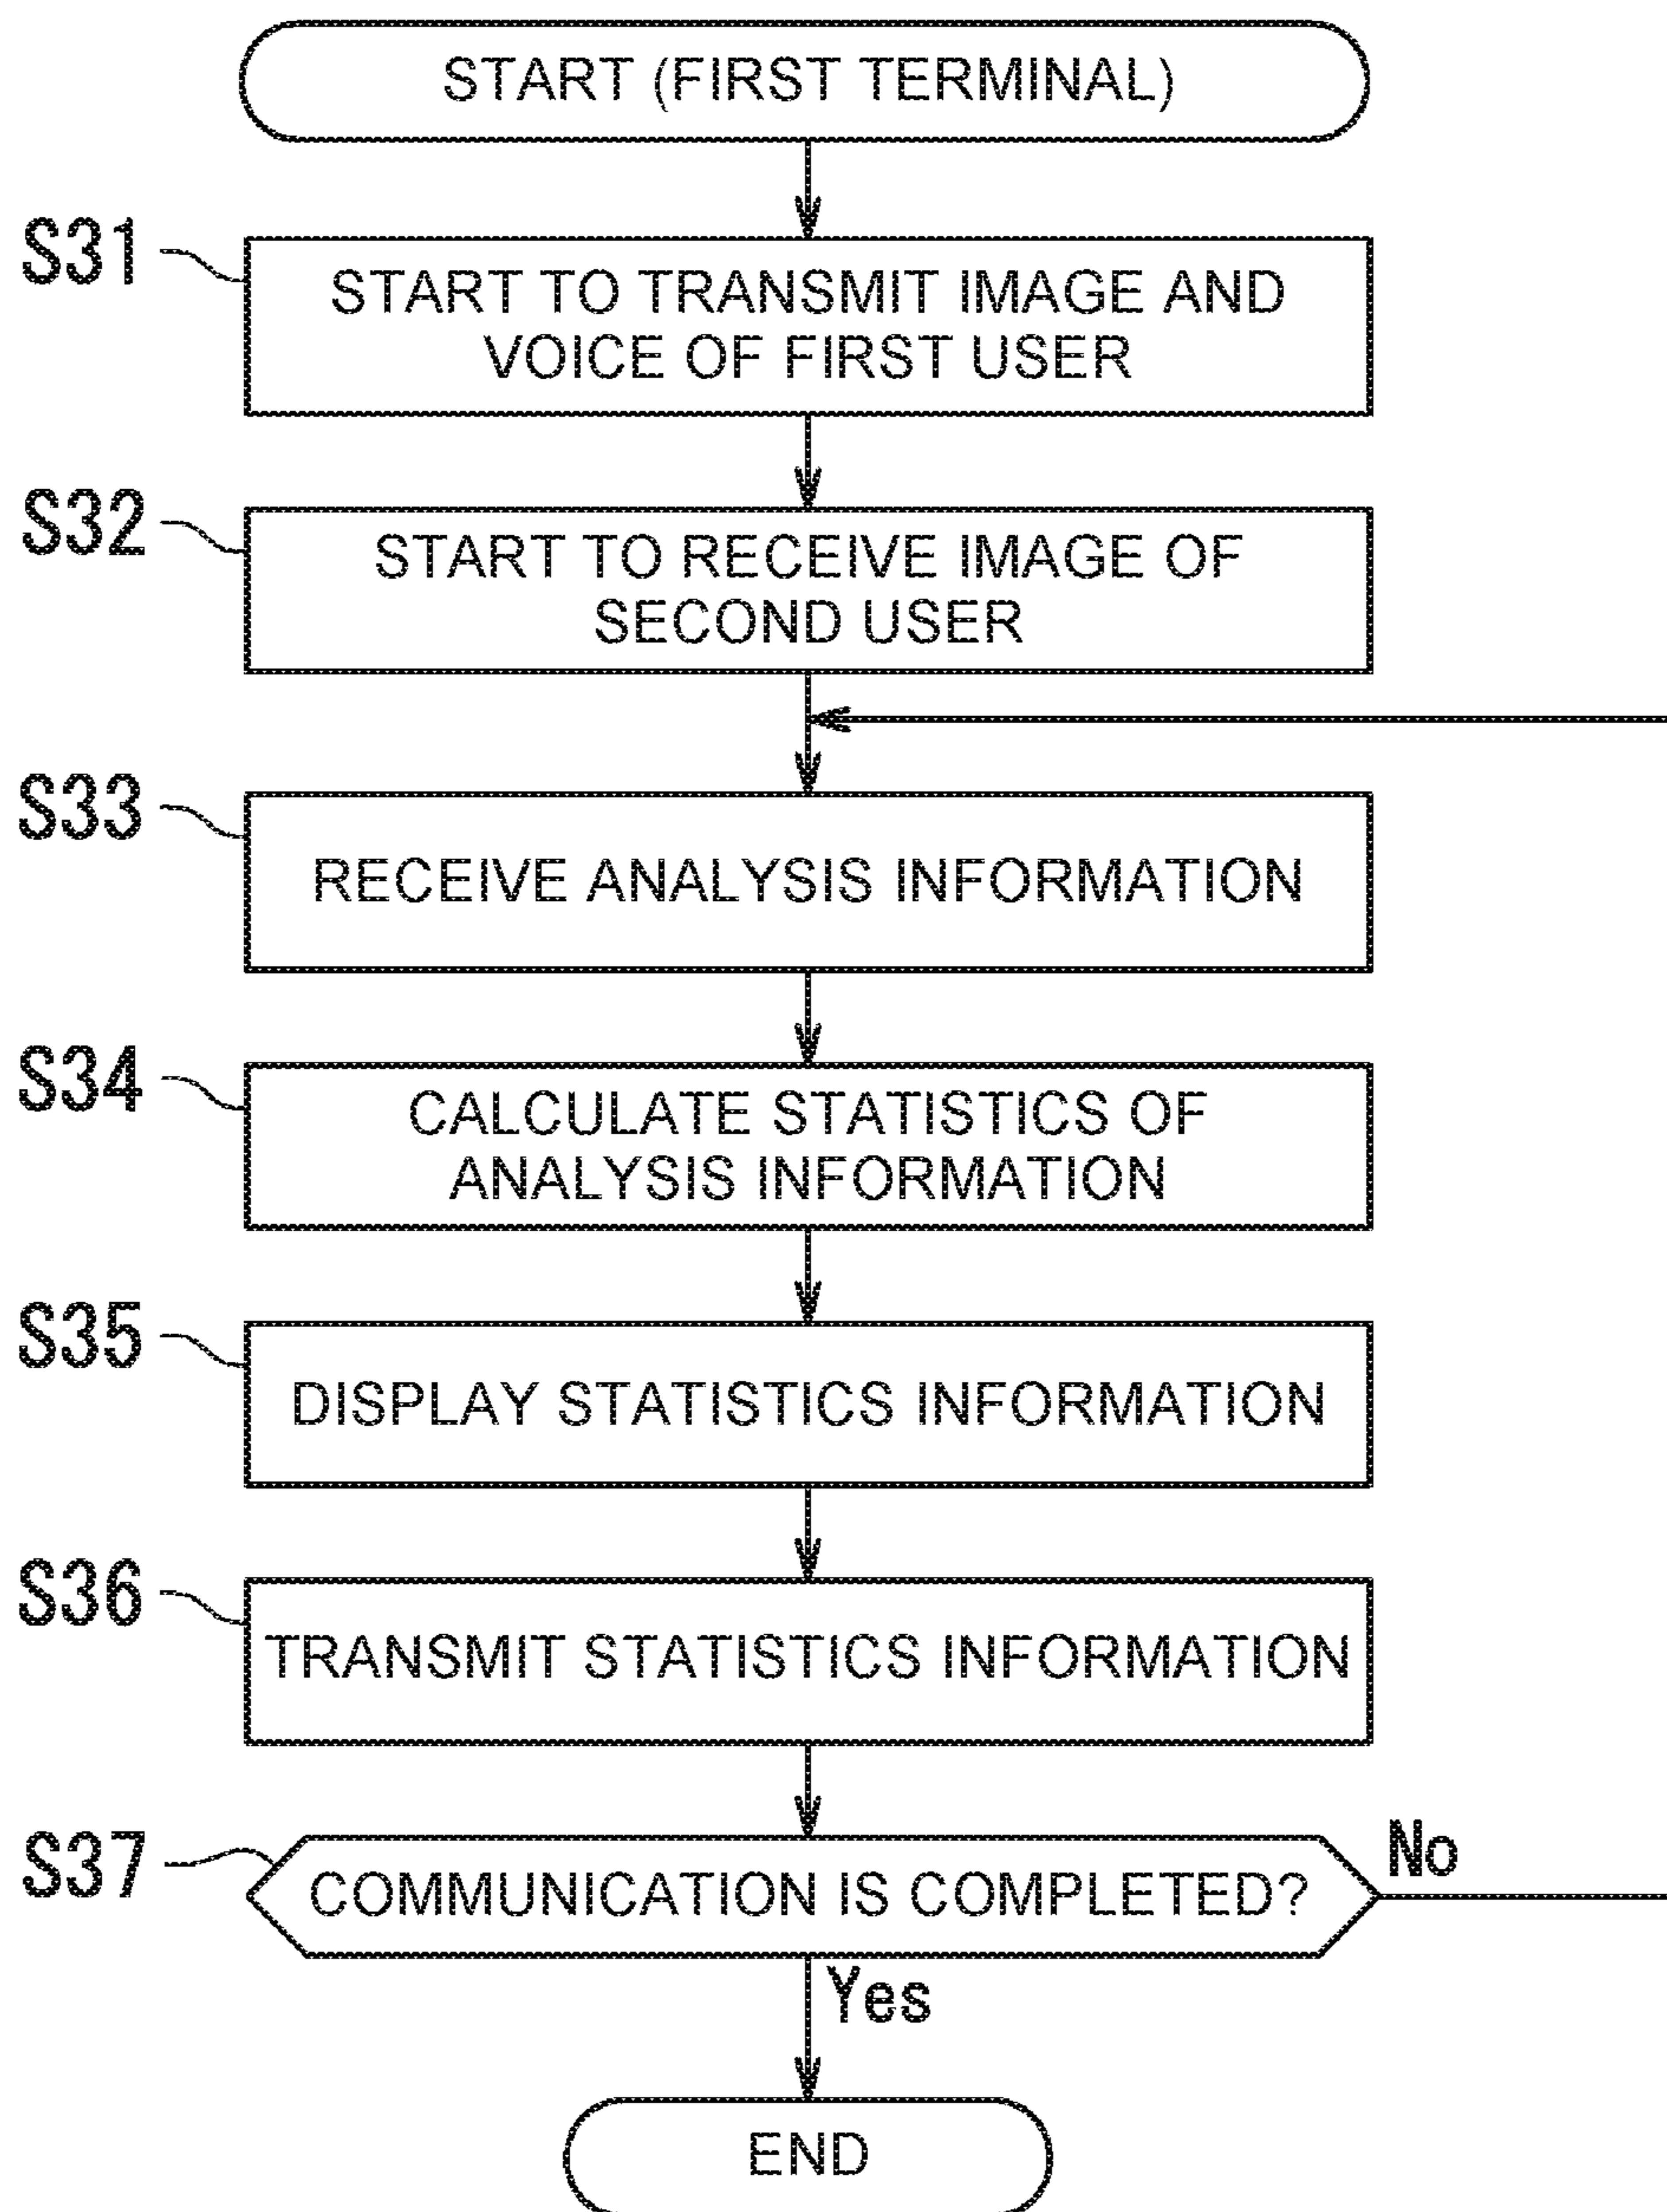 START (FIRST TERMINAL)
S31
START TO TRANSMIT IMAGE AND
VOICE OF FIRST USER
S32
START TO RECEIVE IMAGE OF
SECOND USER
S33
RECEIVE ANALYSIS INFORMATION
S34
CALCULATE STATISTICS OF
ANALYSIS INFORMATION
S35
DISPLAY STATISTICS INFORMATION
S36
TRANSMIT STATISTICS INFORMATION
S37
COMMUNICATION IS COMPLETED?
No
Yes
END